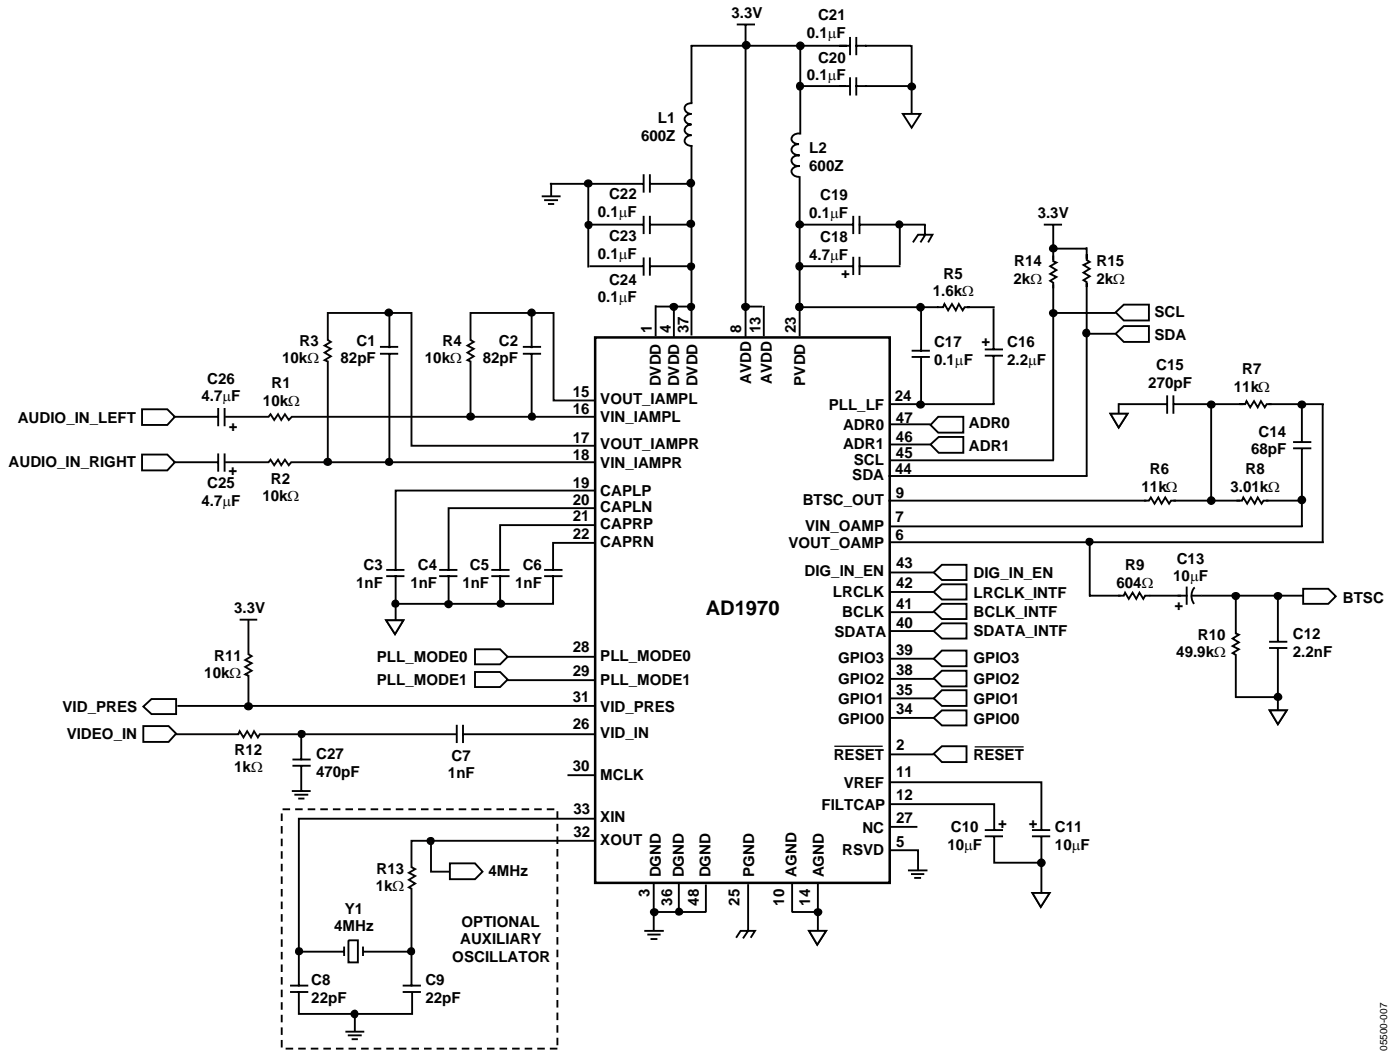 3.3V
C21
0.1μF
C20
0.1μF
L1
600Z
L2
600Z
C22
0.1μF
C23
0.1μF
C24
0.1μF
C19
0.1μF
C18
4.7μF
+
3.3V
R14
2kΩ
R15
2kΩ
SCL
SDA
R5
1.6kΩ
C17
0.1μF
+
C16
2.2μF
R3
10kΩ
C1
82pF
R4
10kΩ
C2
82pF
C26
4.7μF
+
R1
10kΩ
AUDIO_IN_LEFT
AUDIO_IN_RIGHT
C25
4.7μF
+
R2
10kΩ
C3
1nF
C4
1nF
C5
1nF
C6
1nF
3.3V
R11
10kΩ
PLL_MODE0
PLL_MODE1
VID_PRES
VIDEO_IN
R12
1kΩ
C27
470pF
C7
1nF
R13
1kΩ
4MHz
Y1
4MHz
OPTIONAL
AUXILIARY
OSCILLATOR
C8
22pF
C9
22pF
1 DVDD
4 DVDD
37 DVDD
8 AVDD
13 AVDD
23 PVDD
15 VOUT_IAMPL
16 VIN_IAMPL
17 VOUT_IAMPR
18 VIN_IAMPR
19 CAPLP
20 CAPLN
21 CAPRP
22 CAPRN
AD1970
28 PLL_MODE0
29 PLL_MODE1
31 VID_PRES
26 VID_IN
30 MCLK
33 XIN
32 XOUT
DGND 3
DGND 36
DGND 48
PGND 25
AGND 10
AGND 14
PLL_LF 24
ADR0 47 ADR0
ADR1 46 ADR1
SCL 45
SDA 44
BTSC_OUT 9
VIN_OAMP 7
VOUT_OAMP 6
DIG_IN_EN 43 DIG_IN_EN
LRCLK 42 LRCLK_INTF
BCLK 41 BCLK_INTF
SDATA 40 SDATA_INTF
GPIO3 39 GPIO3
GPIO2 38 GPIO2
GPIO1 35 GPIO1
GPIO0 34 GPIO0
RESET 2 RESET
VREF 11
FILTCAP 12
NC 27
RSVD 5
C10
10μF
+
+
C11
10μF
C15
270pF
R7
11kΩ
C14
68pF
R6
11kΩ
R8
3.01kΩ
R9
604Ω
C13
10μF
+
BTSC
R10
49.9kΩ
C12
2.2nF
05500-007